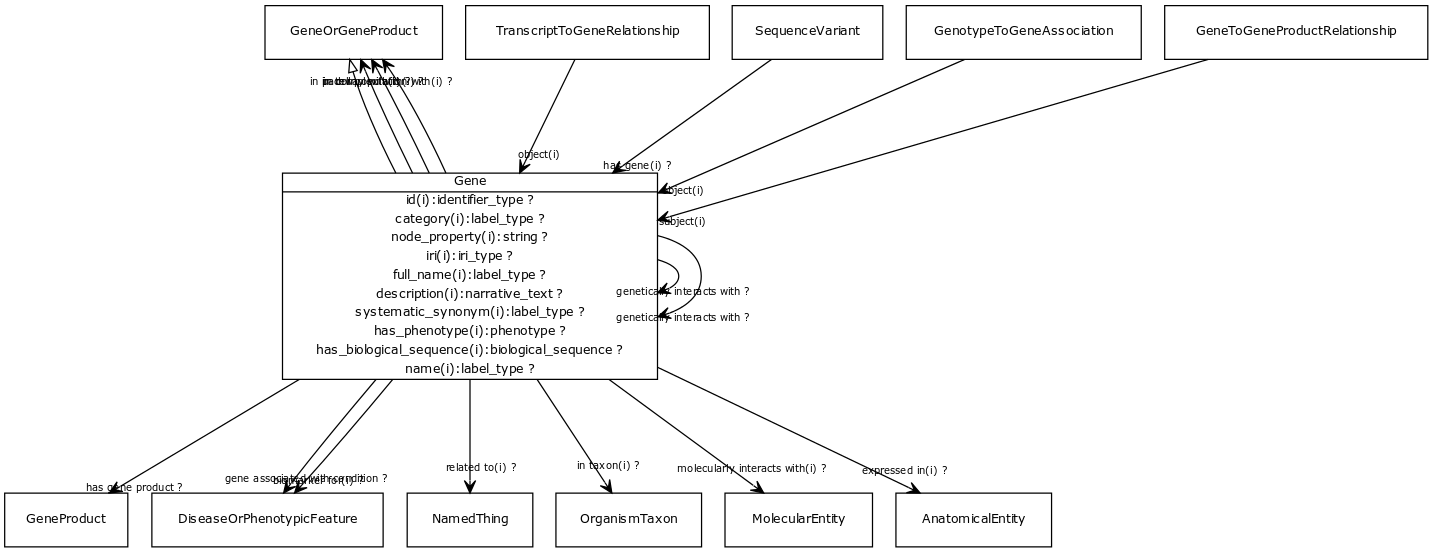 GeneOrGeneProduct
TranscriptToGeneRelationship
SequenceVariant
GenotypeToGeneAssociation
GeneToGeneProductRelationship
object(i)
has gene(i) ?
object(i)
subject(i)
Gene
id(i):identifier_type ?
category(i):label_type ?
node_property(i):string ?
iri(i):iri_type ?
full_name(i):label_type ?
description(i):narrative_text ?
systematic_synonym(i):label_type ?
has_phenotype(i):phenotype ?
has_biological_sequence(i):biological_sequence ?
name(i):label_type ?
genetically interacts with ?
genetically interacts with ?
has gene product ?
gene associated with condition ?
biomarker for(i) ?
related to(i) ?
in taxon(i) ?
molecularly interacts with(i) ?
expressed in(i) ?
GeneProduct
DiseaseOrPhenotypicFeature
NamedThing
OrganismTaxon
MolecularEntity
AnatomicalEntity